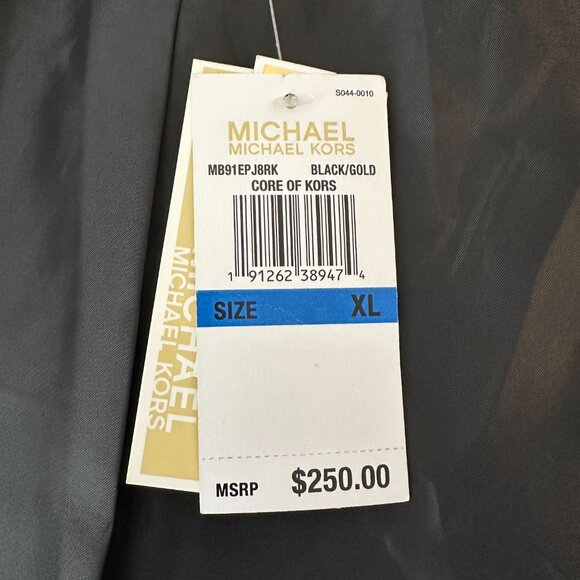 S044-0010
MICHAEL
MICHAEL KORS
MB91EPJ8RK BLACK/GOLD
CORE OF KORS
1 91262 38947 4
SIZE XL
MSRP $250.00
MICHAEL
MICHAEL KORS